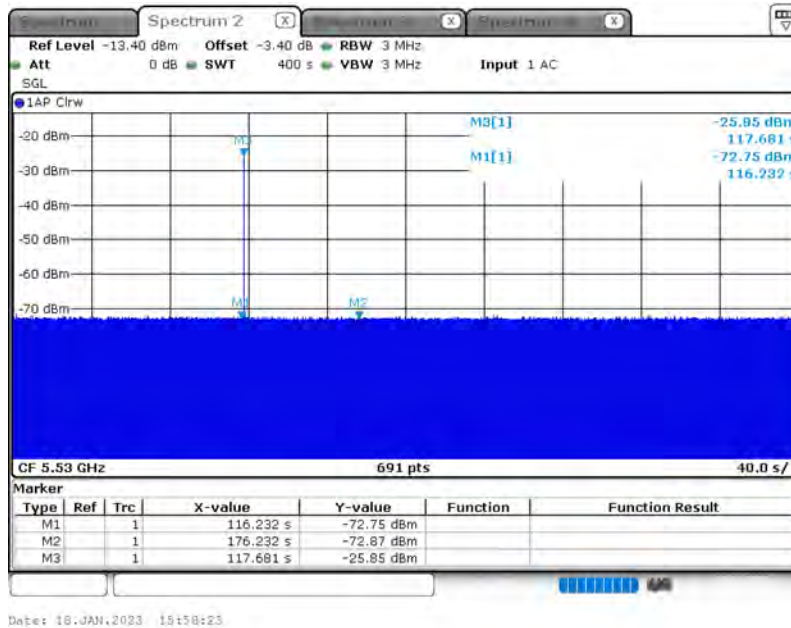 Spectrum 2 X X X
Ref Level -13.40 dBm Offset -3.40 dB RBW 3 MHz
Att 0 dB SWT 400 s VBW 3 MHz Input 1 AC
SGL
1AP Clrw
M3[1] -25.85 dBm
117.681 s
M1[1] -72.75 dBm
116.232 s
-20 dBm
M3
-30 dBm
-40 dBm
-50 dBm
-60 dBm
-70 dBm
M1 M2
CF 5.53 GHz 691 pts 40.0 s/
Marker
Type Ref Trc X-value Y-value Function Function Result
M1 1 116.232 s -72.75 dBm
M2 1 176.232 s -72.87 dBm
M3 1 117.681 s -25.85 dBm
Date: 18.JAN.2023 15:58:23